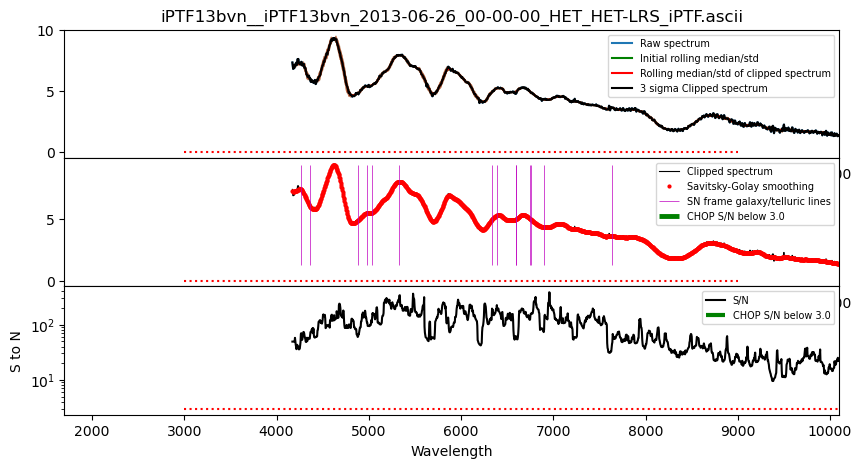 iPTF13bvn__iPTF13bvn_2013-06-26_00-00-00_HET_HET-LRS_iPTF.ascii
10
5
0
Raw spectrum
Initial rolling median/std
Rolling median/std of clipped spectrum
3 sigma Clipped spectrum
00
5
0
Clipped spectrum
Savitsky-Golay smoothing
SN frame galaxy/telluric lines
CHOP S/N below 3.0
00
S to N
10²
10¹
S/N
CHOP S/N below 3.0
2000 3000 4000 5000 6000 7000 8000 9000 10000
Wavelength